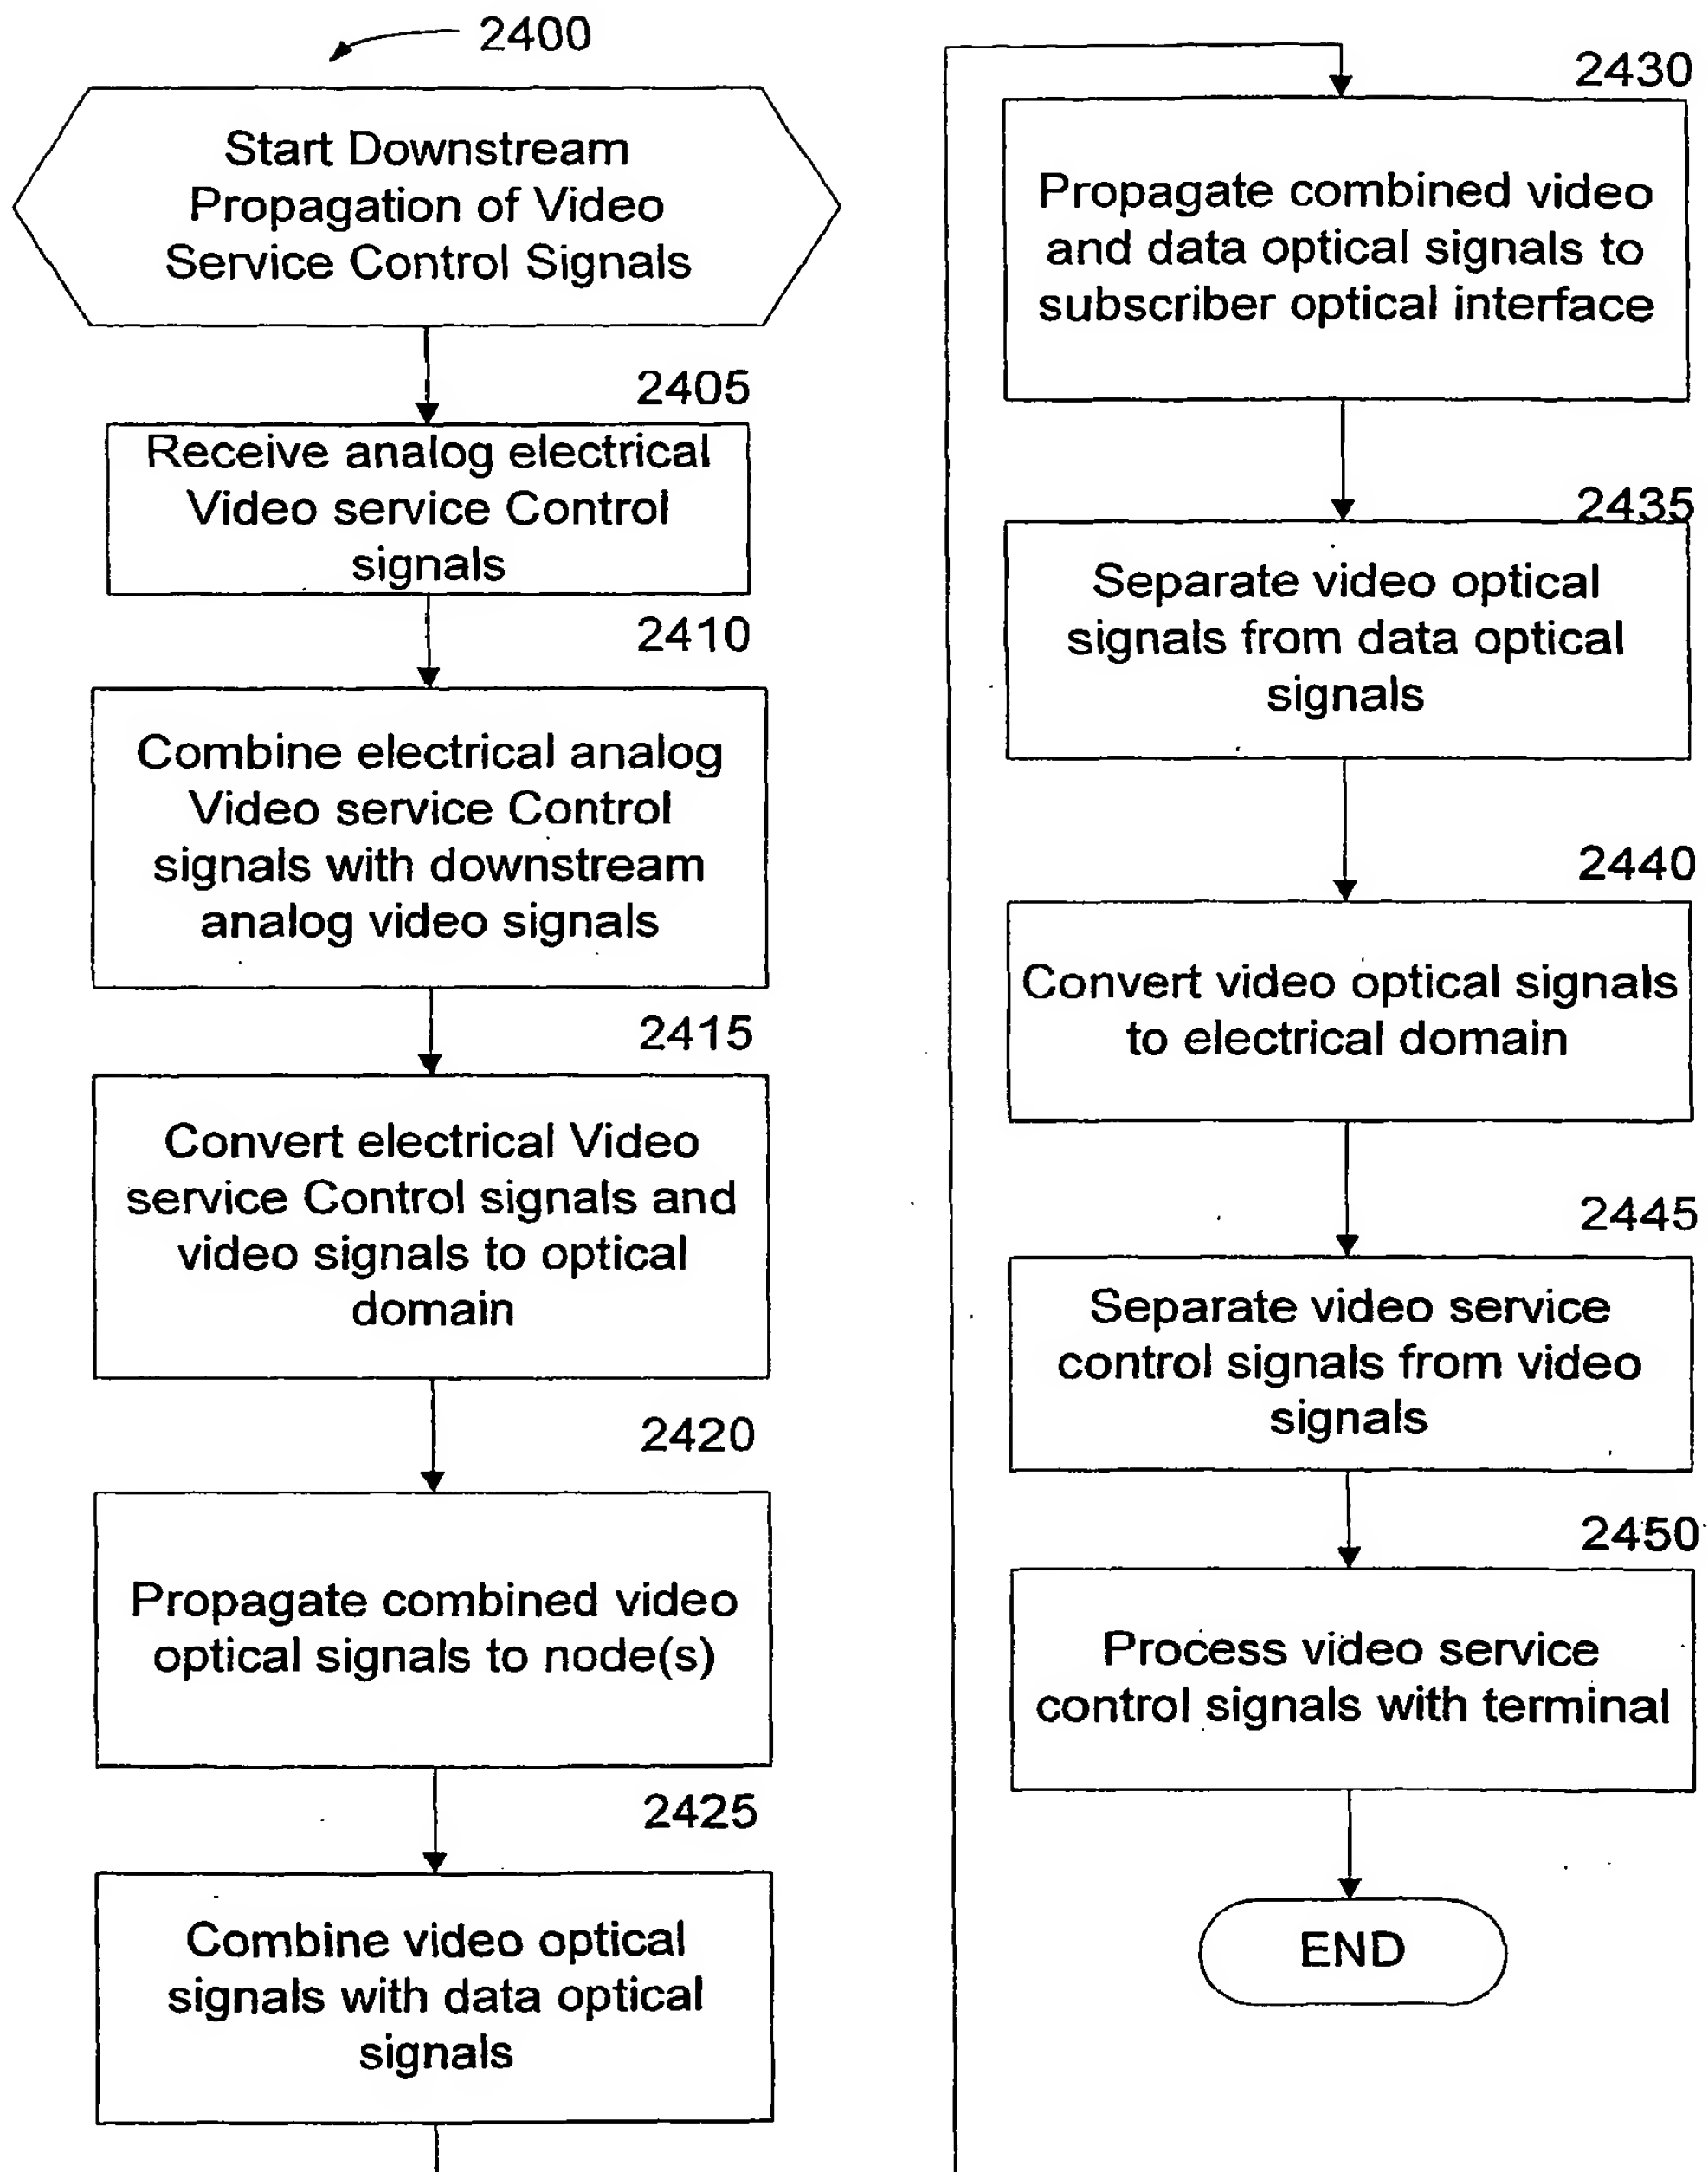 2400
Start Downstream
Propagation of Video
Service Control Signals
2405
Receive analog electrical
Video service Control
signals
2410
Combine electrical analog
Video service Control
signals with downstream
analog video signals
2415
Convert electrical Video
service Control signals and
video signals to optical
domain
2420
Propagate combined video
optical signals to node(s)
2425
Combine video optical
signals with data optical
signals
2430
Propagate combined video
and data optical signals to
subscriber optical interface
2435
Separate video optical
signals from data optical
signals
2440
Convert video optical signals
to electrical domain
2445
Separate video service
control signals from video
signals
2450
Process video service
control signals with terminal
END